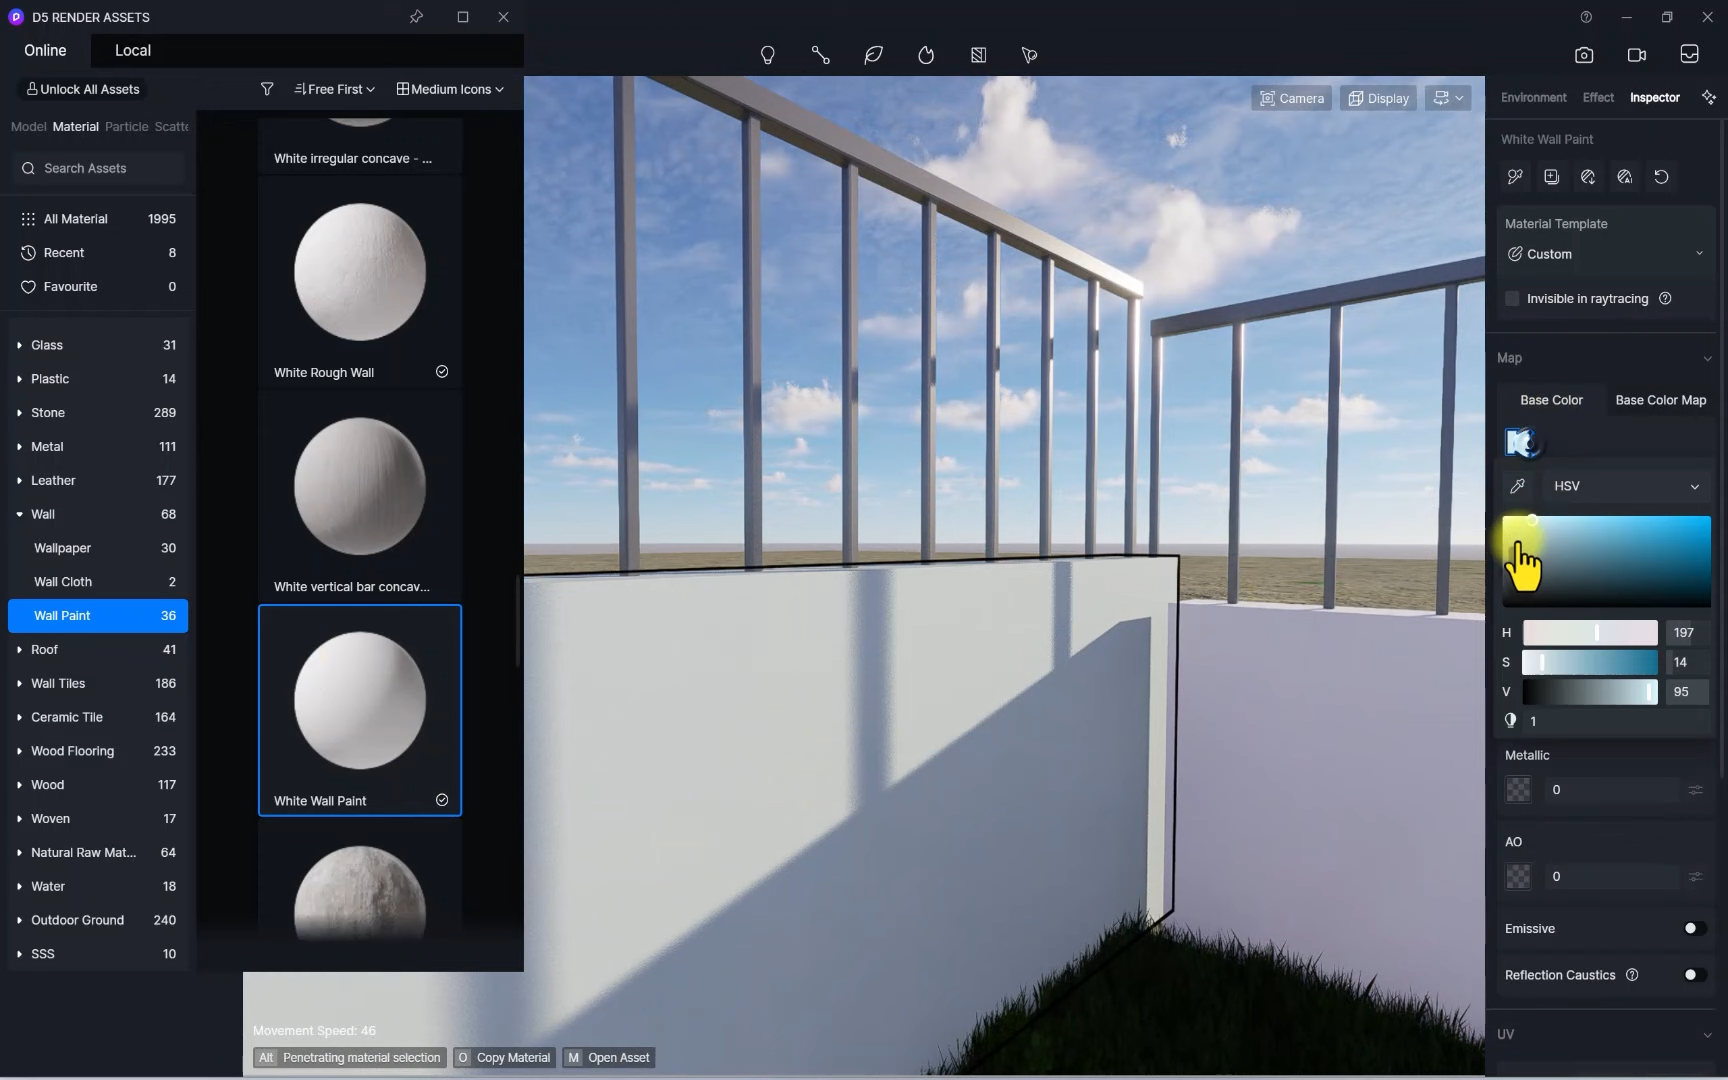 D5 RENDER ASSETS
Online
Local
Unlock All Assets
Free First
Medium Icons
Model Material Particle Scatte
Search Assets
All Material 1995
Recent 8
Favourite 0
Glass 31
Plastic 14
Stone 289
Metal 111
Leather 177
Wall 68
Wallpaper 30
Wall Cloth 2
Wall Paint 36
Roof 41
Wall Tiles 186
Ceramic Tile 164
Wood Flooring 233
Wood 117
Woven 17
Natural Raw Mat... 64
Water 18
Outdoor Ground 240
SSS 10
White irregular concave - ...
White Rough Wall
White vertical bar concav...
White Wall Paint
Camera
Display
Movement Speed: 46
Alt Penetrating material selection O Copy Material M Open Asset
Environment Effect Inspector
White Wall Paint
Material Template
Custom
Invisible in raytracing
Map
Base Color Base Color Map
HSV
H 197
S 14
V 95
1
Metallic
0
AO
0
Emissive
Reflection Caustics
UV